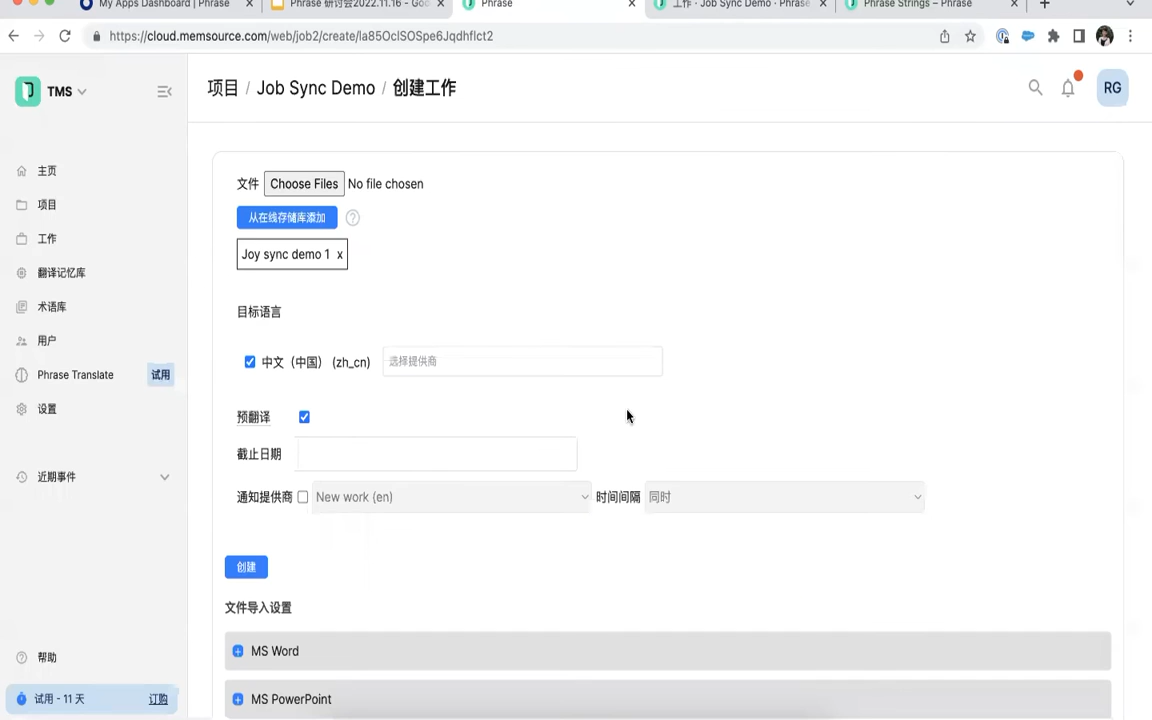 My Apps Dashboard | Phrase
Phrase 研讨会2022.11.16 - Goo
Phrase
工作 · Job Sync Demo · Phrase
Phrase Strings – Phrase
https://cloud.memsource.com/web/job2/create/la85OclSOSpe6Jqdhflct2
TMS
项目 / Job Sync Demo / 创建工作
RG
主页
项目
工作
翻译记忆库
术语库
用户
Phrase Translate 试用
设置
近期事件
帮助
试用 - 11 天 订购
文件 Choose Files No file chosen
从在线存储库添加 ?
Joy sync demo 1 x
目标语言
中文（中国） (zh_cn) 选择提供商
预翻译
截止日期
通知提供商 New work (en) 时间间隔 同时
创建
文件导入设置
MS Word
MS PowerPoint